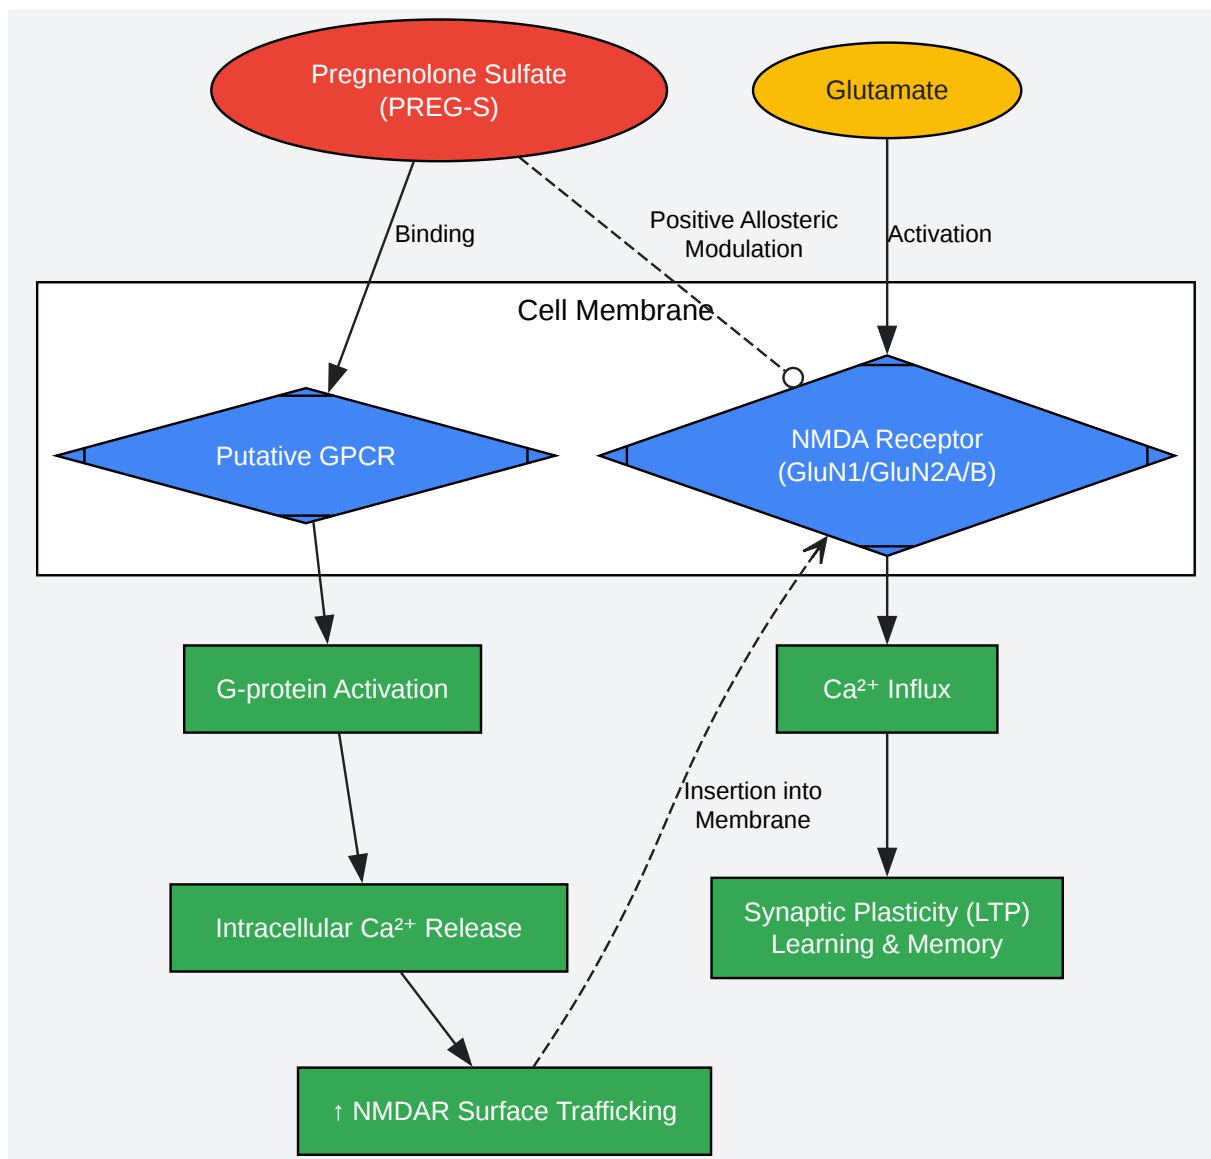 Pregnenolone Sulfate
(PREG-S)
Glutamate
Binding
Positive Allosteric
Modulation
Activation
Cell Membrane
Putative GPCR
NMDA Receptor
(GluN1/GluN2A/B)
G-protein Activation
Ca²⁺ Influx
Insertion into
Membrane
Intracellular Ca²⁺ Release
Synaptic Plasticity (LTP)
Learning & Memory
↑ NMDAR Surface Trafficking